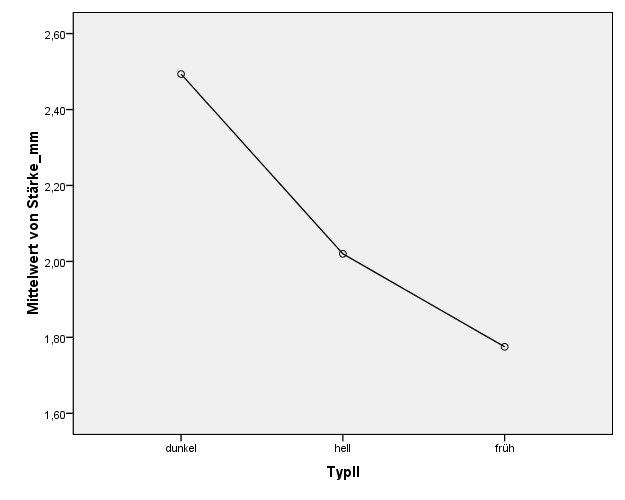 Mittelwert von Stärke_mm
2,60
2,40
2,20
2,00
1,80
1,60
dunkel
hell
früh
TypII